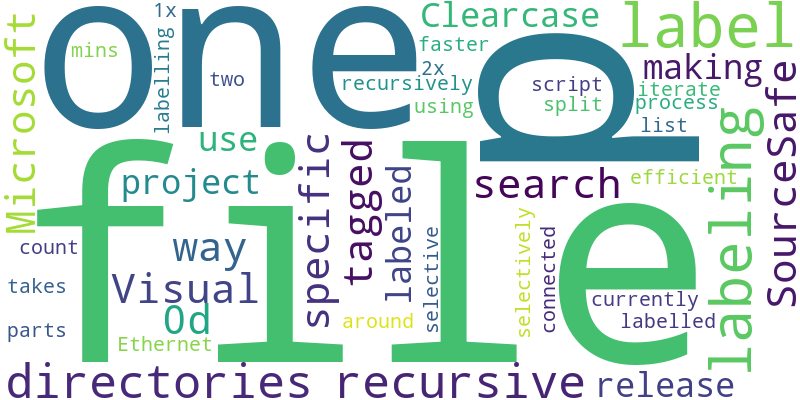 one
p
file
label
Clearcase
Microsoft
mins
1x
labelling
two
faster
2x
recursively
using
script
split
making
iterate
process
list
SourceSafe
use
project
specific
tagged
labeled
search
efficient
labeling
count
way
takes
Visual
Od
parts
Ethernet
around
selective
selectively
connected
currently
labelled
directories
recursive
release